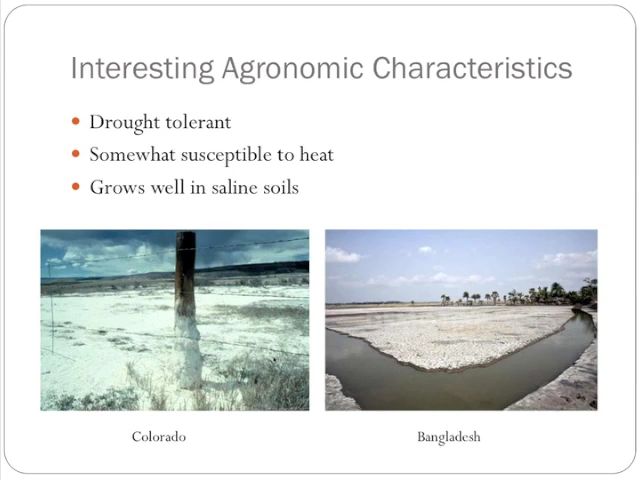 Interesting Agronomic Characteristics
• Drought tolerant
• Somewhat susceptible to heat
• Grows well in saline soils
Colorado
Bangladesh